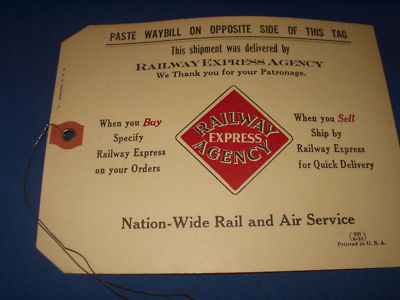 PASTE WAYBILL ON OPPOSITE SIDE OF THIS TAG
This shipment was delivered by
RAILWAY EXPRESS AGENCY
We Thank you for your Patronage.
When you Buy
Specify
Railway Express
on your Orders
RAILWAY
EXPRESS
AGENCY
When you Sell
Ship by
Railway Express
for Quick Delivery
Nation-Wide Rail and Air Service
Printed in U. S. A.